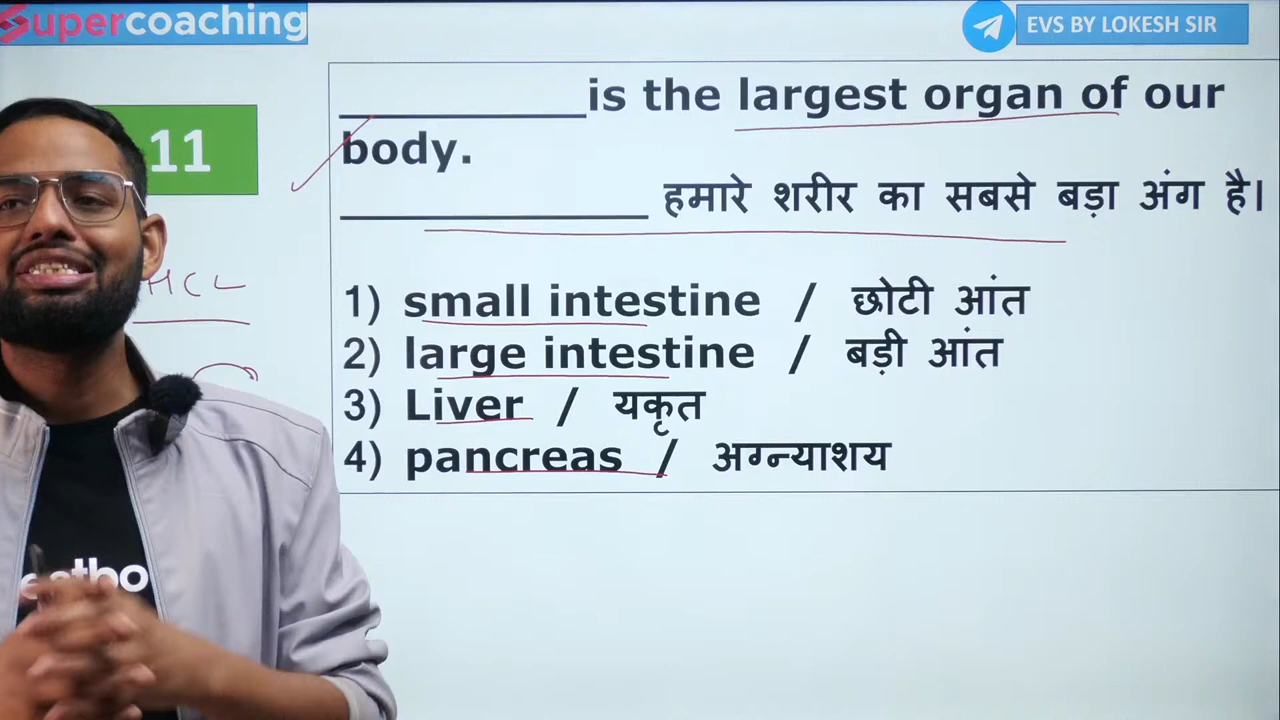 Supercoaching
EVS BY LOKESH SIR
11
____________is the largest organ of our
body.
_______________ हमारे शरीर का सबसे बड़ा अंग है।
HCL
1) small intestine / छोटी आंत
2) large intestine / बड़ी आंत
3) Liver / यकृत
4) pancreas / अग्न्याशय